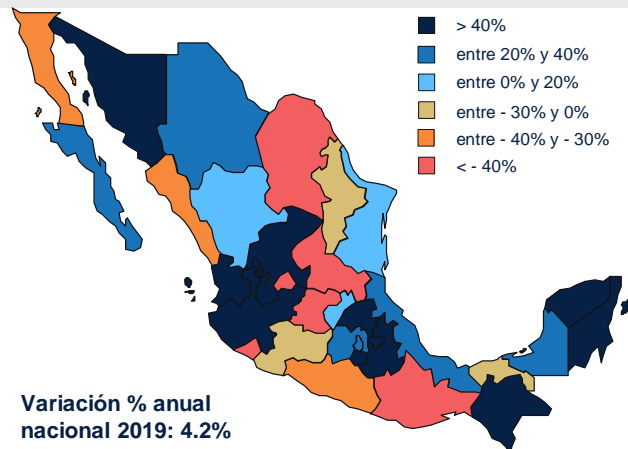 > 40%
entre 20% y 40%
entre 0% y 20%
entre - 30% y 0%
entre - 40% y - 30%
< - 40%
Variación % anual
nacional 2019: 4.2%